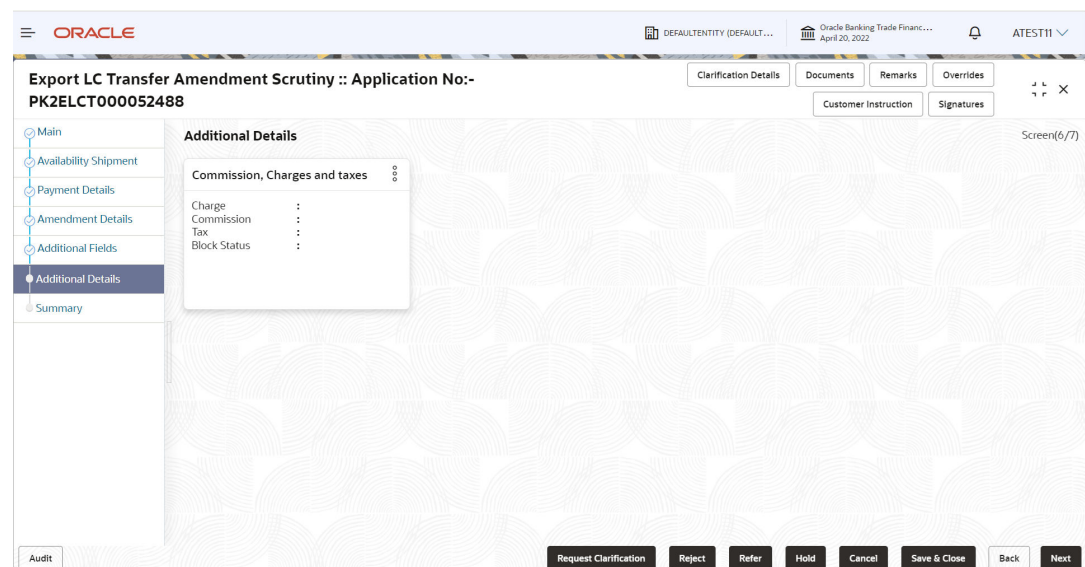 ORACLE
DEFAULTENTITY (DEFAULT...
Oracle Banking Trade Financ...
April 20, 2022
ATEST11
Export LC Transfer Amendment Scrutiny :: Application No:-
PK2ELCT000052488
Clarification Details
Documents
Remarks
Overrides
Customer Instruction
Signatures
Main
Availability Shipment
Payment Details
Amendment Details
Additional Fields
Additional Details
Summary
Additional Details
Screen(6/7)
Commission, Charges and taxes
Charge :
Commission :
Tax :
Block Status :
Audit
Request Clarification
Reject
Refer
Hold
Cancel
Save & Close
Back
Next